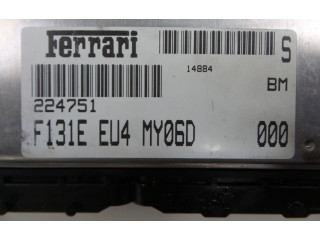 Ferrari
S
14884
BM
224751
F131E EU4 MY06D 000